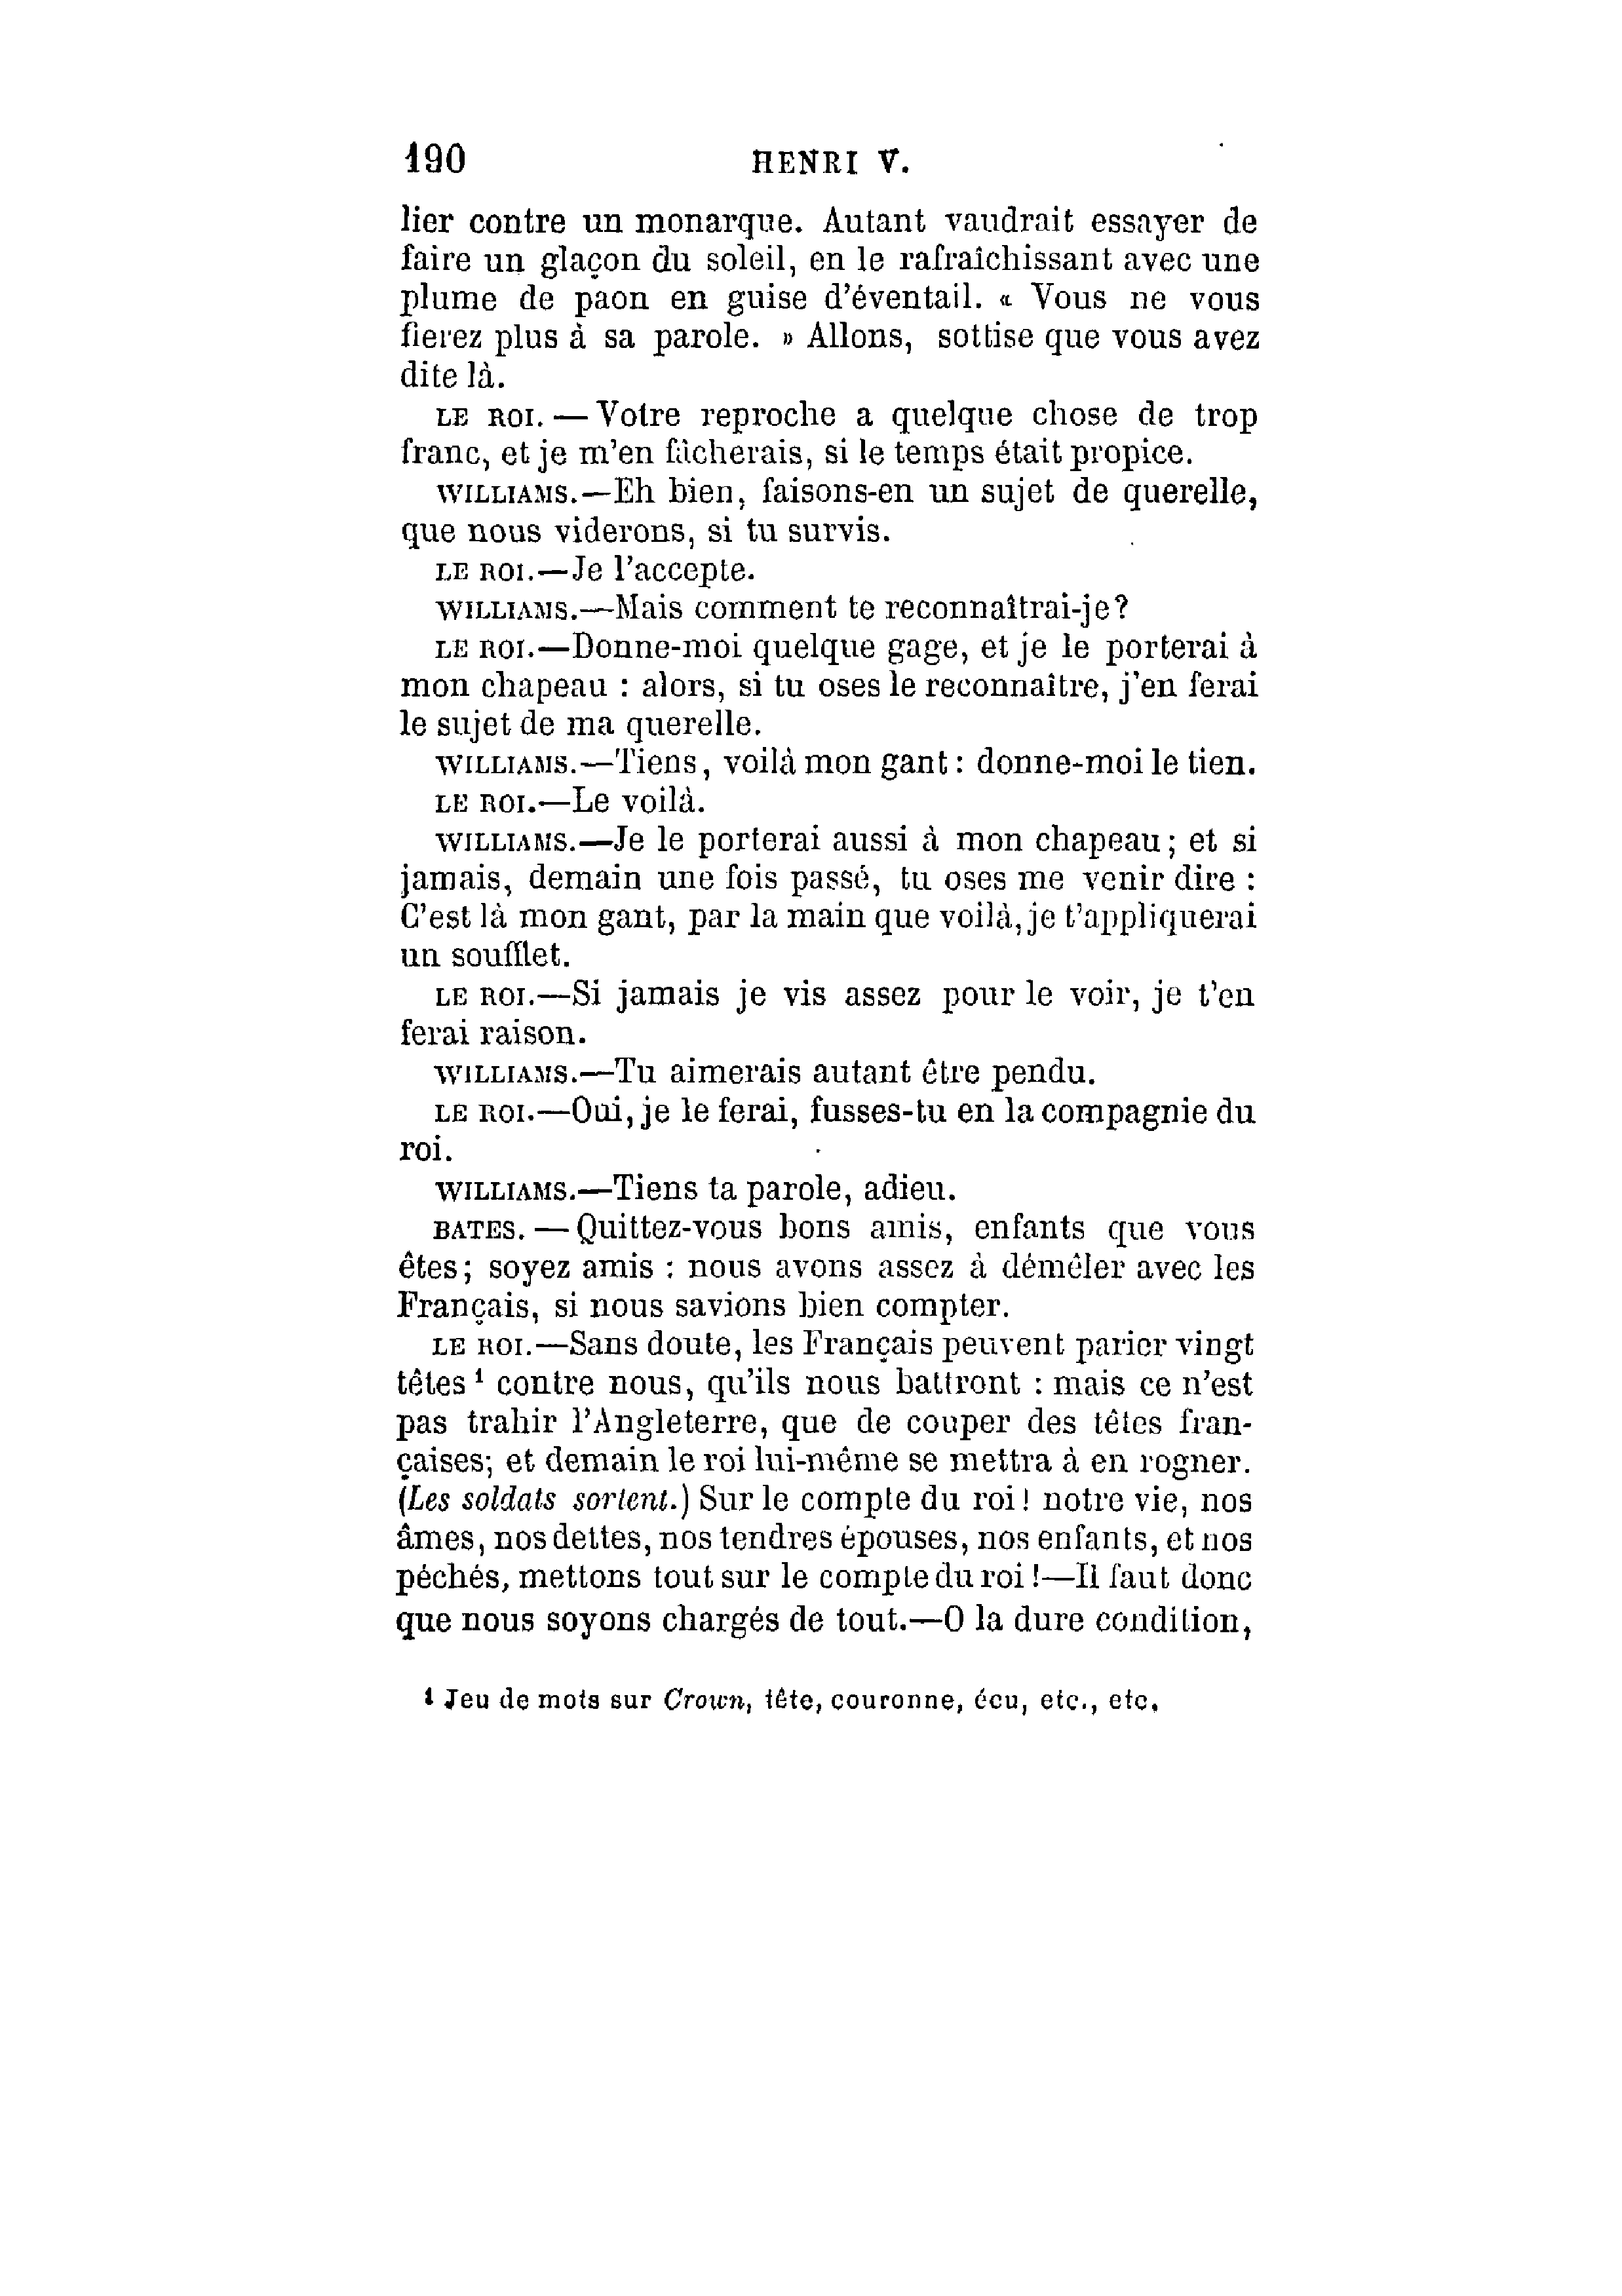 190 HENRI V.
lier contre un monarque. Autant vaudrait essayer de
faire un glaçon du soleil, en le rafraîchissant avec une
plume de paon en guise d'éventail. « Vous ne vous
fierez plus à sa parole. » Allons, sottise que vous avez
dite là.
LE ROI. — Votre reproche a quelque chose de trop
franc, et je m'en fâcherais, si le temps était propice.
WILLIAMS.—Eh bien, faisons-en un sujet de querelle,
que nous viderons, si tu survis.
LE ROI.—Je l'accepte.
WILLIAMS.—Mais comment te reconnaîtrai-je?
LE ROI.—Donne-moi quelque gage, et je le porterai à
mon chapeau : alors, si tu oses le reconnaître, j'en ferai
le sujet de ma querelle.
WILLIAMS.—Tiens, voilà mon gant : donne-moi le tien.
LE ROI.—Le voilà.
WILLIAMS.—Je le porterai aussi à mon chapeau; et si
jamais, demain une fois passé, tu oses me venir dire :
C'est là mon gant, par la main que voilà, je t'appliquerai
un soufflet.
LE ROI.—Si jamais je vis assez pour le voir, je t'en
ferai raison.
WILLIAMS.—Tu aimerais autant être pendu.
LE ROI.—Oui, je le ferai, fusses-tu en la compagnie du
roi.
WILLIAMS.—Tiens ta parole, adieu.
BATES. — Quittez-vous bons amis, enfants que vous
êtes; soyez amis : nous avons assez à démêler avec les
Français, si nous savions bien compter.
LE ROI.—Sans doute, les Français peuvent parier vingt
têtes ¹ contre nous, qu'ils nous battront : mais ce n'est
pas trahir l'Angleterre, que de couper des têtes fran-
çaises; et demain le roi lui-même se mettra à en rogner.
(Les soldats sortent.) Sur le compte du roi! notre vie, nos
âmes, nos dettes, nos tendres épouses, nos enfants, et nos
péchés, mettons tout sur le compte du roi!—Il faut donc
que nous soyons chargés de tout.—O la dure condition,
¹ Jeu de mots sur Crown, tête, couronne, écu, etc., etc.